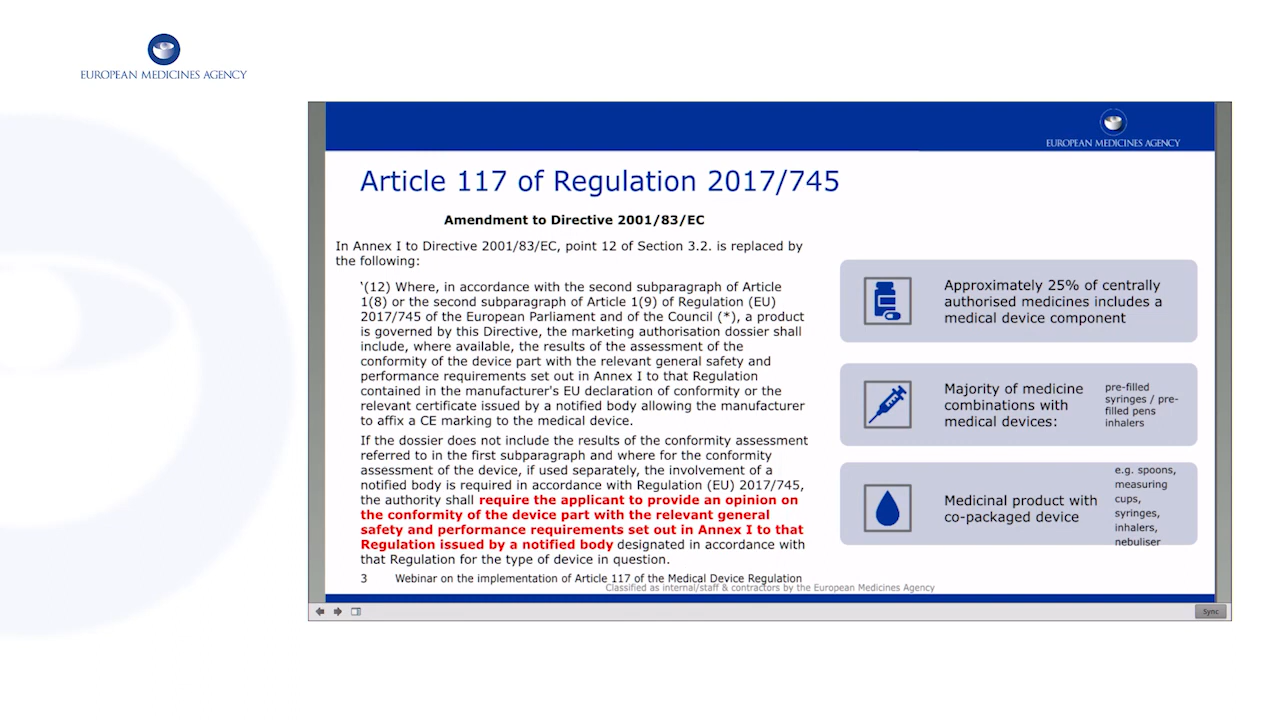 EUROPEAN MEDICINES AGENCY
EUROPEAN MEDICINES AGENCY
Article 117 of Regulation 2017/745
Amendment to Directive 2001/83/EC
In Annex I to Directive 2001/83/EC, point 12 of Section 3.2. is replaced by
the following:
‘(12) Where, in accordance with the second subparagraph of Article
1(8) or the second subparagraph of Article 1(9) of Regulation (EU)
2017/745 of the European Parliament and of the Council (*), a product
is governed by this Directive, the marketing authorisation dossier shall
include, where available, the results of the assessment of the
conformity of the device part with the relevant general safety and
performance requirements set out in Annex I to that Regulation
contained in the manufacturer's EU declaration of conformity or the
relevant certificate issued by a notified body allowing the manufacturer
to affix a CE marking to the medical device.
If the dossier does not include the results of the conformity assessment
referred to in the first subparagraph and where for the conformity
assessment of the device, if used separately, the involvement of a
notified body is required in accordance with Regulation (EU) 2017/745,
the authority shall require the applicant to provide an opinion on
the conformity of the device part with the relevant general
safety and performance requirements set out in Annex I to that
Regulation issued by a notified body designated in accordance with
that Regulation for the type of device in question.
Approximately 25% of centrally
authorised medicines includes a
medical device component
Majority of medicine
combinations with
medical devices:
pre-filled
syringes / pre-
filled pens
inhalers
Medicinal product with
co-packaged device
e.g. spoons,
measuring
cups,
syringes,
inhalers,
nebuliser
3 Webinar on the implementation of Article 117 of the Medical Device Regulation
Classified as internal/staff & contractors by the European Medicines Agency
Sync